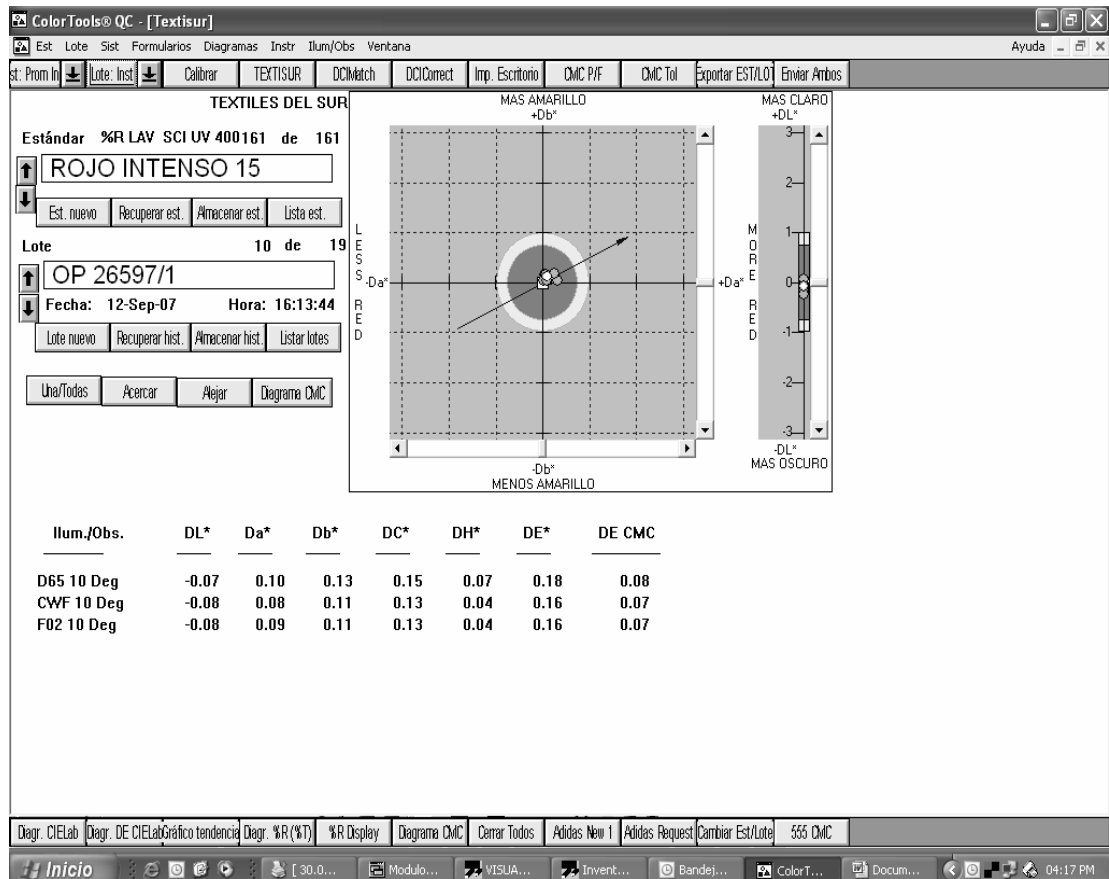 ColorTools® QC - [Textisur]
Est Lote Sist Formularios Diagramas Instr Ilum/Obs Ventana Ayuda
st: Prom In Lote: Inst Calibrar TEXTISUR DCIMatch DCICorrect Imp. Escritorio CMC P/F CMC Tol Exportar EST/LOT Enviar Ambos
TEXTILES DEL SUR
Estándar %R LAV SCI UV 400 161 de 161
ROJO INTENSO 15
Est. nuevo Recuperar est. Almacenar est. Lista est.
Lote 10 de 19
OP 26597/1
Fecha: 12-Sep-07 Hora: 16:13:44
Lote nuevo Recuperar hist. Almacenar hist. Listar lotes
Una/Todas Acercar Alejar Diagrama CMC
MAS AMARILLO
+Db*
LESS RED
-Da*
+Da*
MORE RED
-Db*
MENOS AMARILLO
MAS CLARO
+DL*
3
2
1
0
-1
-2
-3
-DL*
MAS OSCURO
Ilum./Obs. DL* Da* Db* DC* DH* DE* DE CMC
D65 10 Deg -0.07 0.10 0.13 0.15 0.07 0.18 0.08
CWF 10 Deg -0.08 0.08 0.11 0.13 0.04 0.16 0.07
F02 10 Deg -0.08 0.09 0.11 0.13 0.04 0.16 0.07
Diagr. CIELab Diagr. DE CIELab Gráfico tendencia Diagr. %R (%T) %R Display Diagrama CMC Cerrar Todos Adidas New 1 Adidas Request Cambiar Est/Lote 555 CMC
Inicio [ 30.0... Modulo... VISUA... Invent... Bandej... ColorT... Docum... 04:17 PM